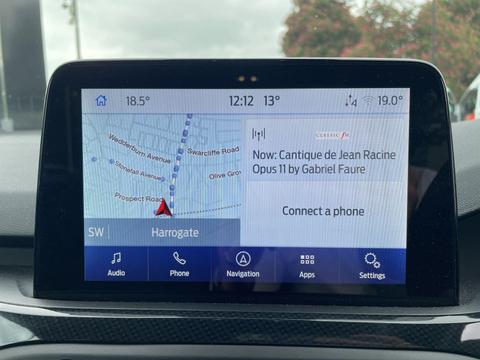 18.5° 12:12 13° 19.0°
Wedderburn Avenue
Swarcliffe Road
Stonefall Avenue
Olive Grov
Prospect Road
SW Harrogate
CLASSIC fM
Now: Cantique de Jean Racine
Opus 11 by Gabriel Faure
Connect a phone
Audio Phone Navigation Apps Settings